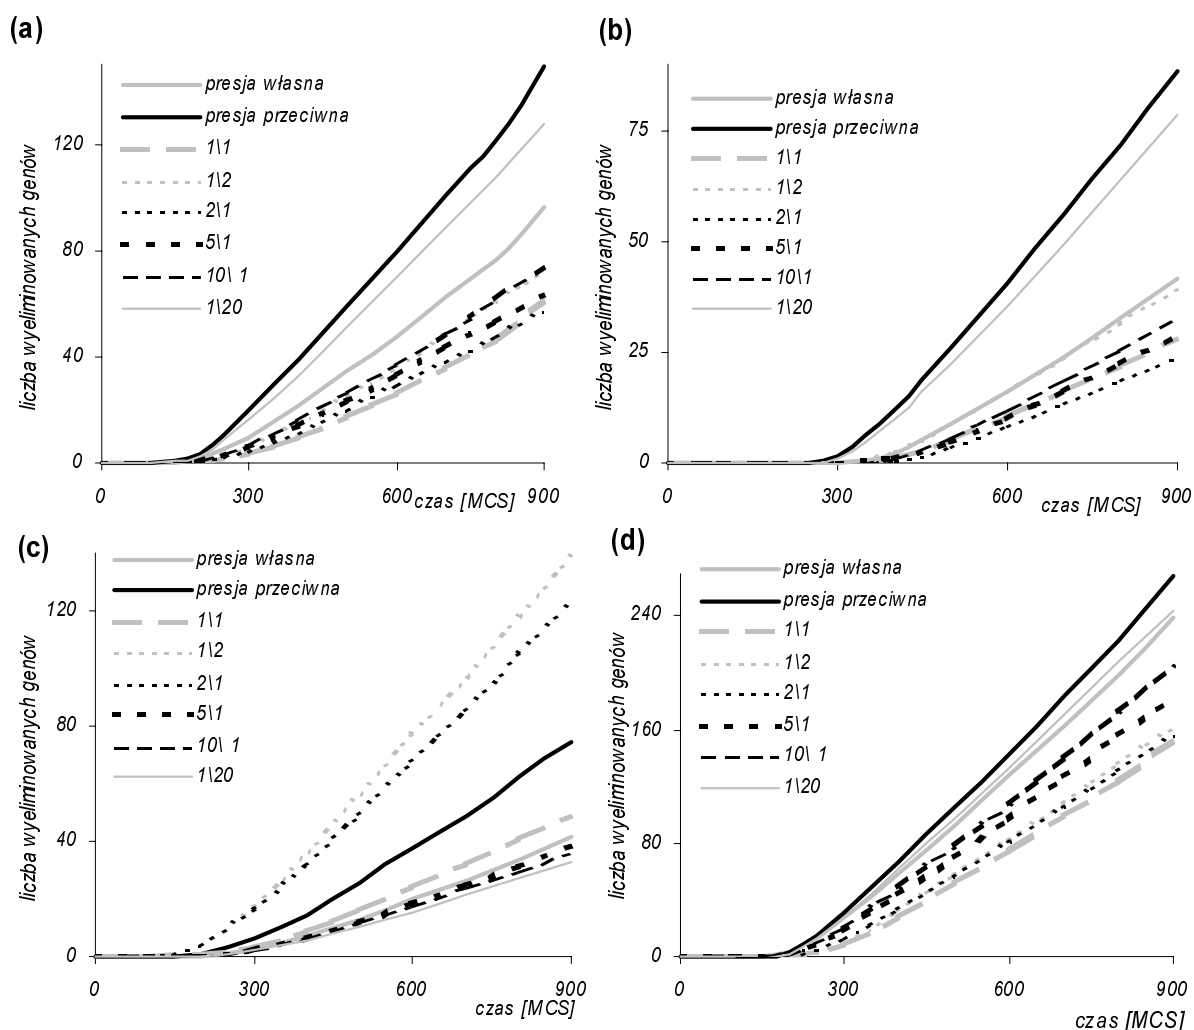 (a)
liczba wyeliminowanych genów
presja własna
presja przeciwna
1\1
1\2
2\1
5\1
10\ 1
1\20
120
80
40
0
0
300
600
900
czas [MCS]
(b)
liczba wyeliminowanych genów
presja własna
presja przeciwna
1\1
1\2
2\1
5\1
10\1
1\20
75
50
25
0
0
300
600
900
czas [MCS]
(c)
liczba wyeliminowanych genów
presja własna
presja przeciwna
1\1
1\2
2\1
5\1
10\ 1
1\20
120
80
40
0
0
300
600
900
czas [MCS]
(d)
liczba wyeliminowanych genów
presja własna
presja przeciwna
1\1
1\2
2\1
5\1
10\ 1
1\20
240
160
80
0
0
300
600
900
czas [MCS]